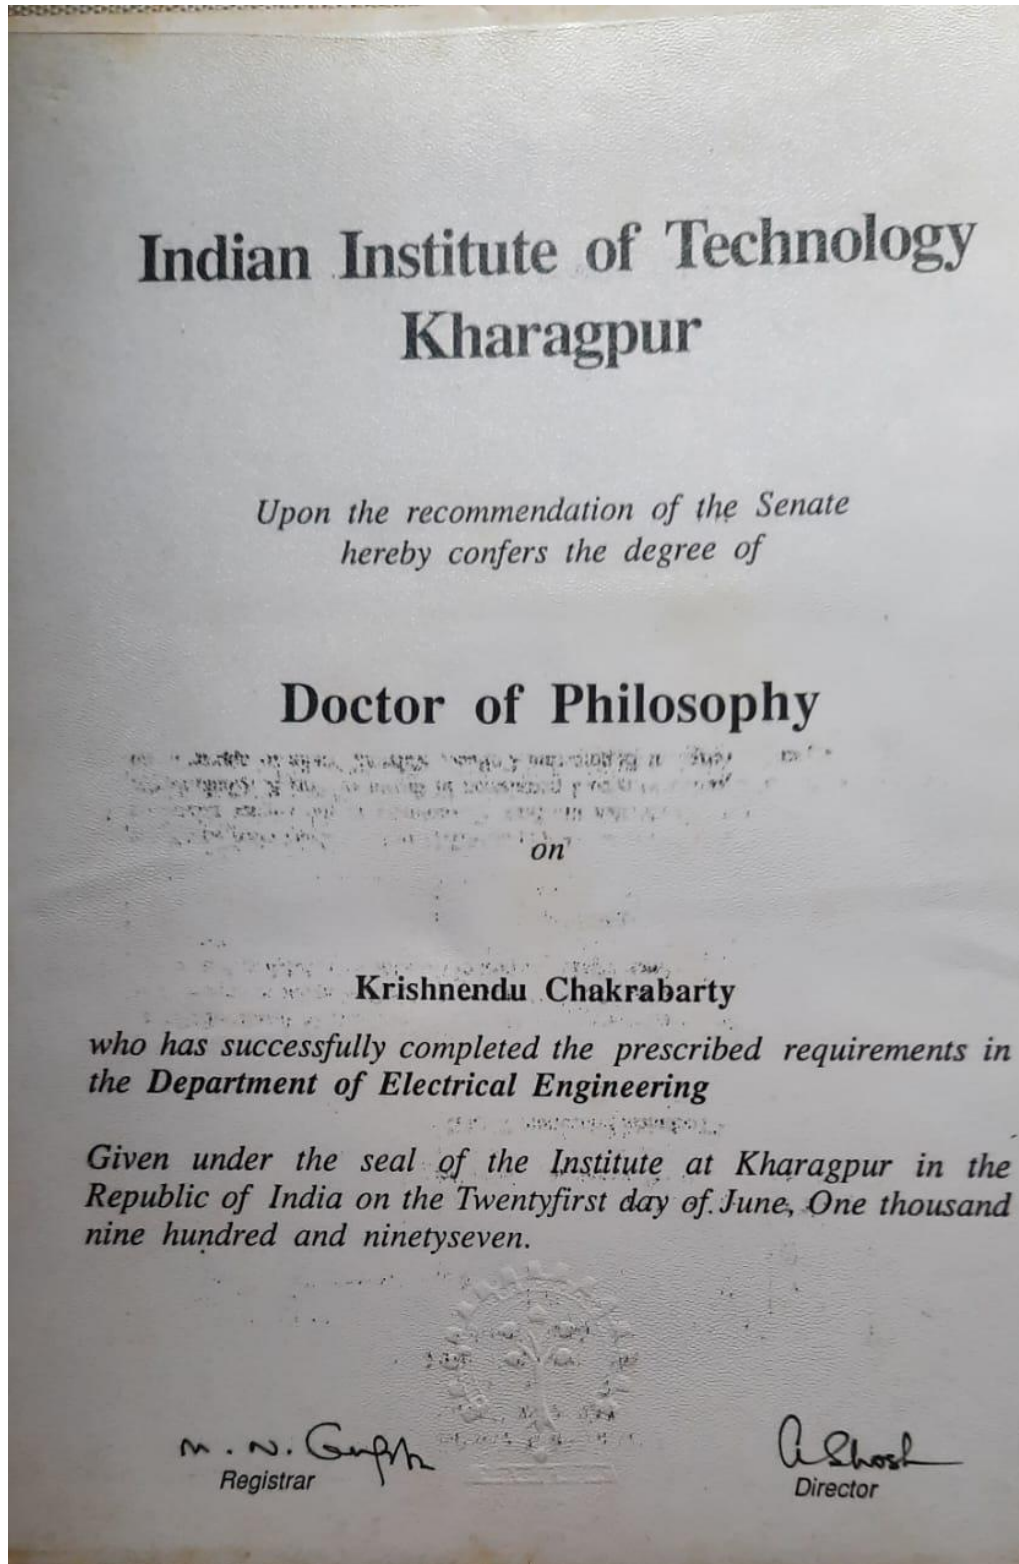 Indian Institute of Technology
Kharagpur
Upon the recommendation of the Senate
hereby confers the degree of
Doctor of Philosophy
on
Krishnendu Chakrabarty
who has successfully completed the prescribed requirements in
the Department of Electrical Engineering
Given under the seal of the Institute at Kharagpur in the
Republic of India on the Twentyfirst day of June, One thousand
nine hundred and ninetyseven.
M. N. Gupta
Registrar
Director